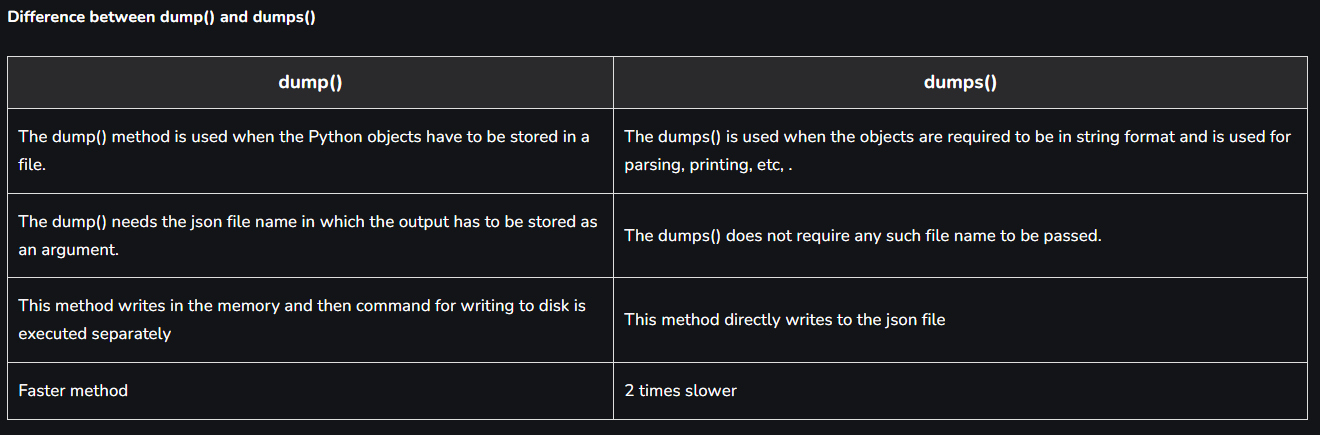 Difference between dump() and dumps()
dump()
dumps()
The dump() method is used when the Python objects have to be stored in a
file.
The dumps() is used when the objects are required to be in string format and is used for
parsing, printing, etc, .
The dump() needs the json file name in which the output has to be stored as
an argument.
The dumps() does not require any such file name to be passed.
This method writes in the memory and then command for writing to disk is
executed separately
This method directly writes to the json file
Faster method
2 times slower